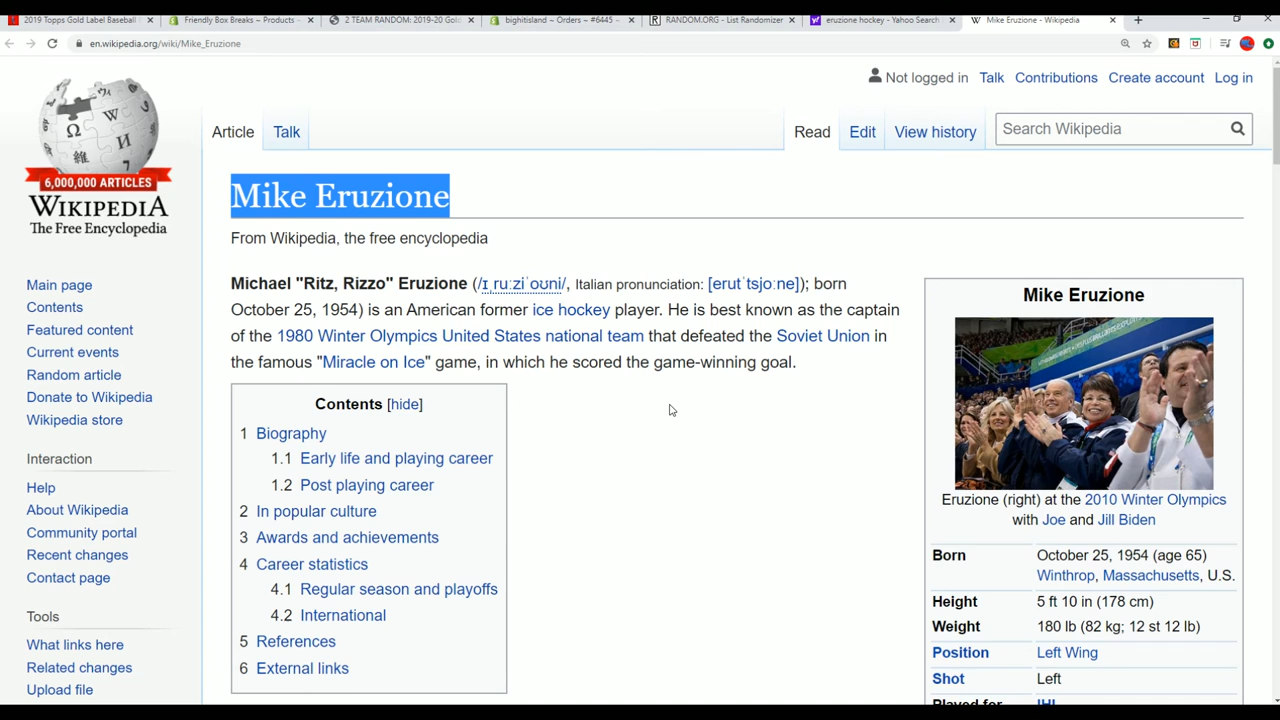 2019 Topps Gold Label Baseball
Friendly Box Breaks ~ Products ~
2 TEAM RANDOM: 2019-20 Gol
bighitisland ~ Orders ~ #6445 ~
RANDOM.ORG - List Randomizer
eruzione hockey - Yahoo Search
Mike Eruzione - Wikipedia
en.wikipedia.org/wiki/Mike_Eruzione
Not logged in Talk Contributions Create account Log in
Article Talk Read Edit View history Search Wikipedia
6,000,000 ARTICLES
WIKIPEDIA
The Free Encyclopedia
Main page
Contents
Featured content
Current events
Random article
Donate to Wikipedia
Wikipedia store
Interaction
Help
About Wikipedia
Community portal
Recent changes
Contact page
Tools
What links here
Related changes
Upload file
Mike Eruzione
From Wikipedia, the free encyclopedia
Michael "Ritz, Rizzo" Eruzione (/ɪˌruːziˈoʊni/, Italian pronunciation: [erutˈtsjoːne]); born
October 25, 1954) is an American former ice hockey player. He is best known as the captain
of the 1980 Winter Olympics United States national team that defeated the Soviet Union in
the famous "Miracle on Ice" game, in which he scored the game-winning goal.
Contents [hide]
1 Biography
1.1 Early life and playing career
1.2 Post playing career
2 In popular culture
3 Awards and achievements
4 Career statistics
4.1 Regular season and playoffs
4.2 International
5 References
6 External links
Mike Eruzione
Eruzione (right) at the 2010 Winter Olympics
with Joe and Jill Biden
Born October 25, 1954 (age 65)
Winthrop, Massachusetts, U.S.
Height 5 ft 10 in (178 cm)
Weight 180 lb (82 kg; 12 st 12 lb)
Position Left Wing
Shot Left
Played for IHL